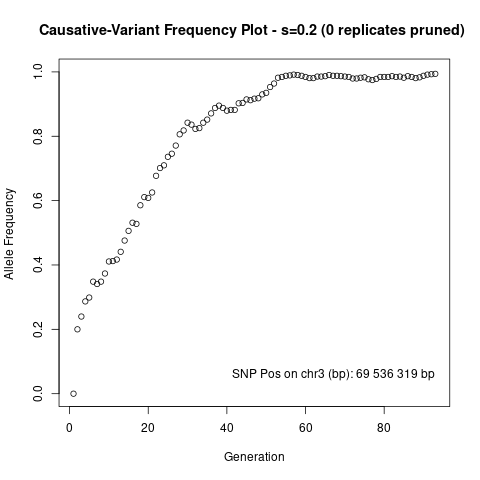 Causative-Variant Frequency Plot - s=0.2 (0 replicates pruned)
Allele Frequency
1.0
0.8
0.6
0.4
0.2
0.0
SNP Pos on chr3 (bp): 69 536 319 bp
0 20 40 60 80
Generation